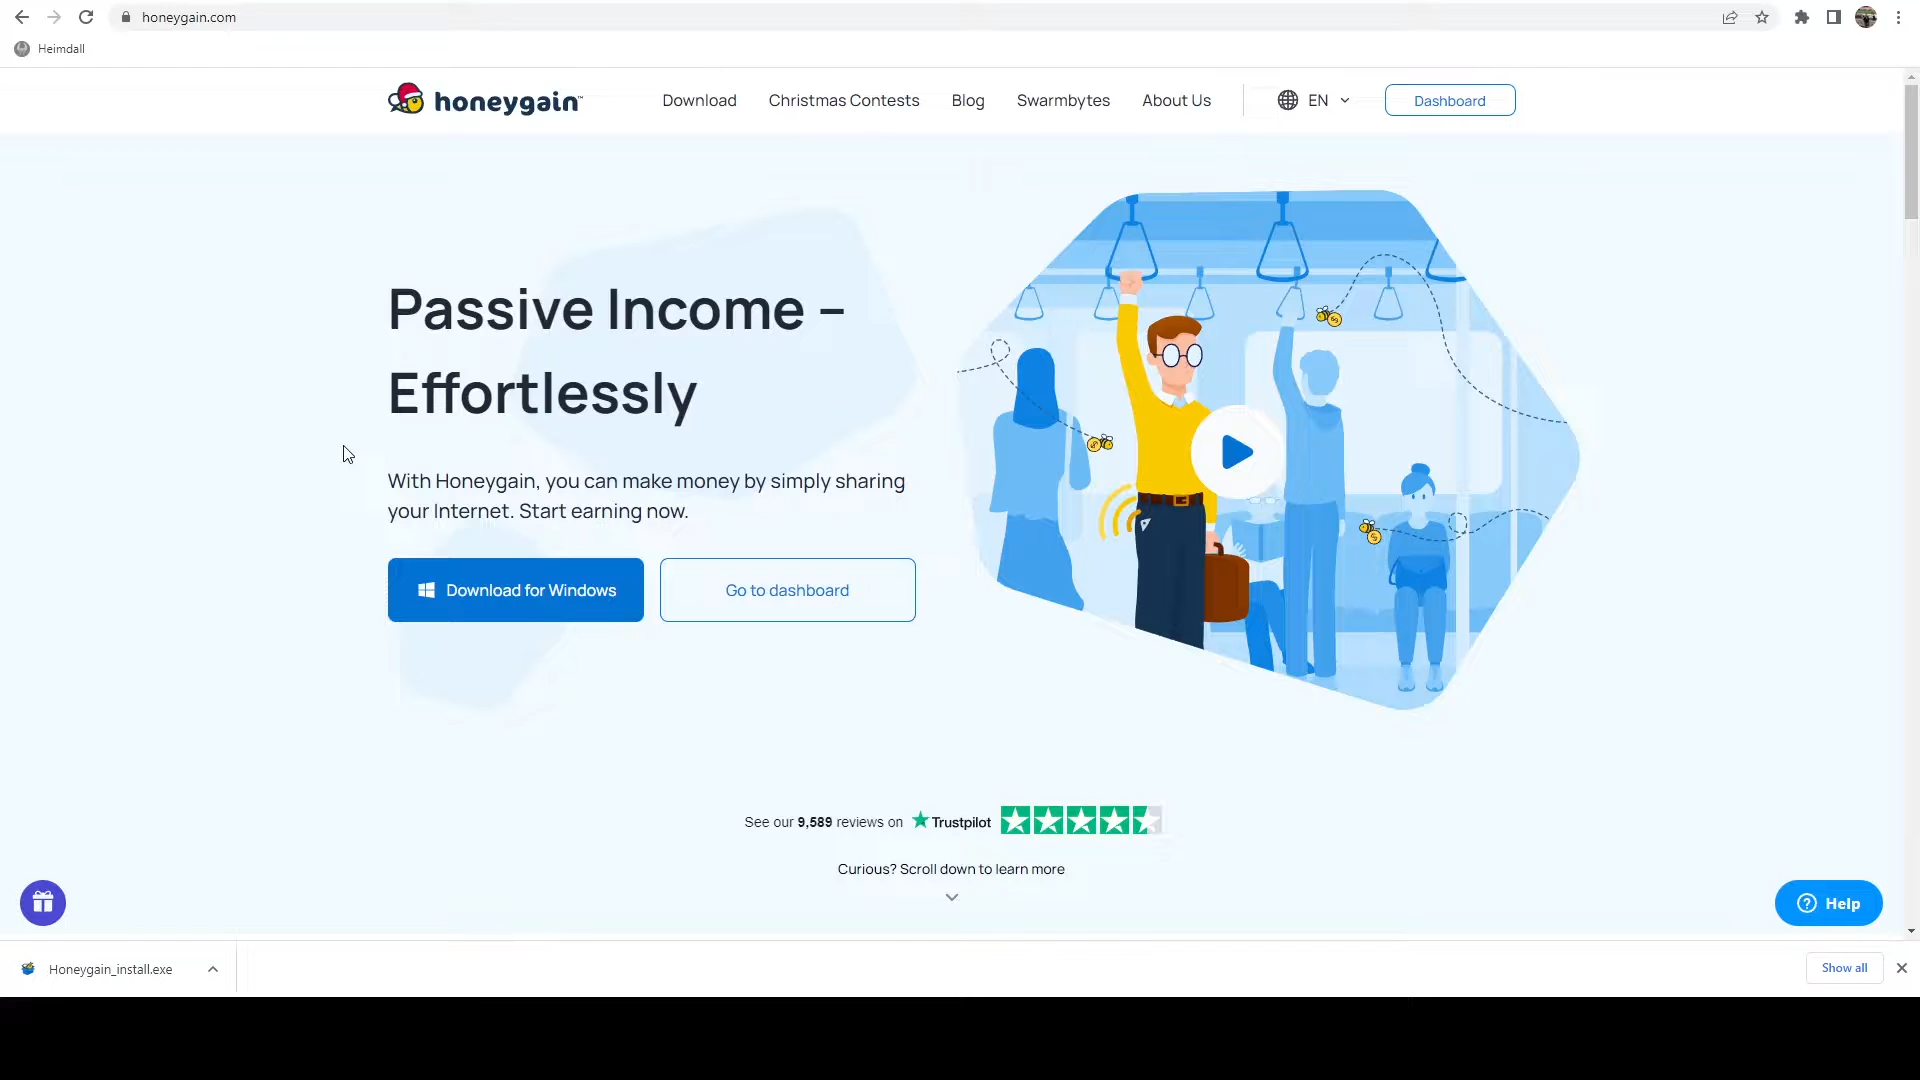 honeygain.com
Heimdall
honeygain™
Download
Christmas Contests
Blog
Swarmbytes
About Us
EN
Dashboard
Passive Income –
Effortlessly
With Honeygain, you can make money by simply sharing
your Internet. Start earning now.
Download for Windows
Go to dashboard
See our 9,589 reviews on Trustpilot
Curious? Scroll down to learn more
Help
Honeygain_install.exe
Show all